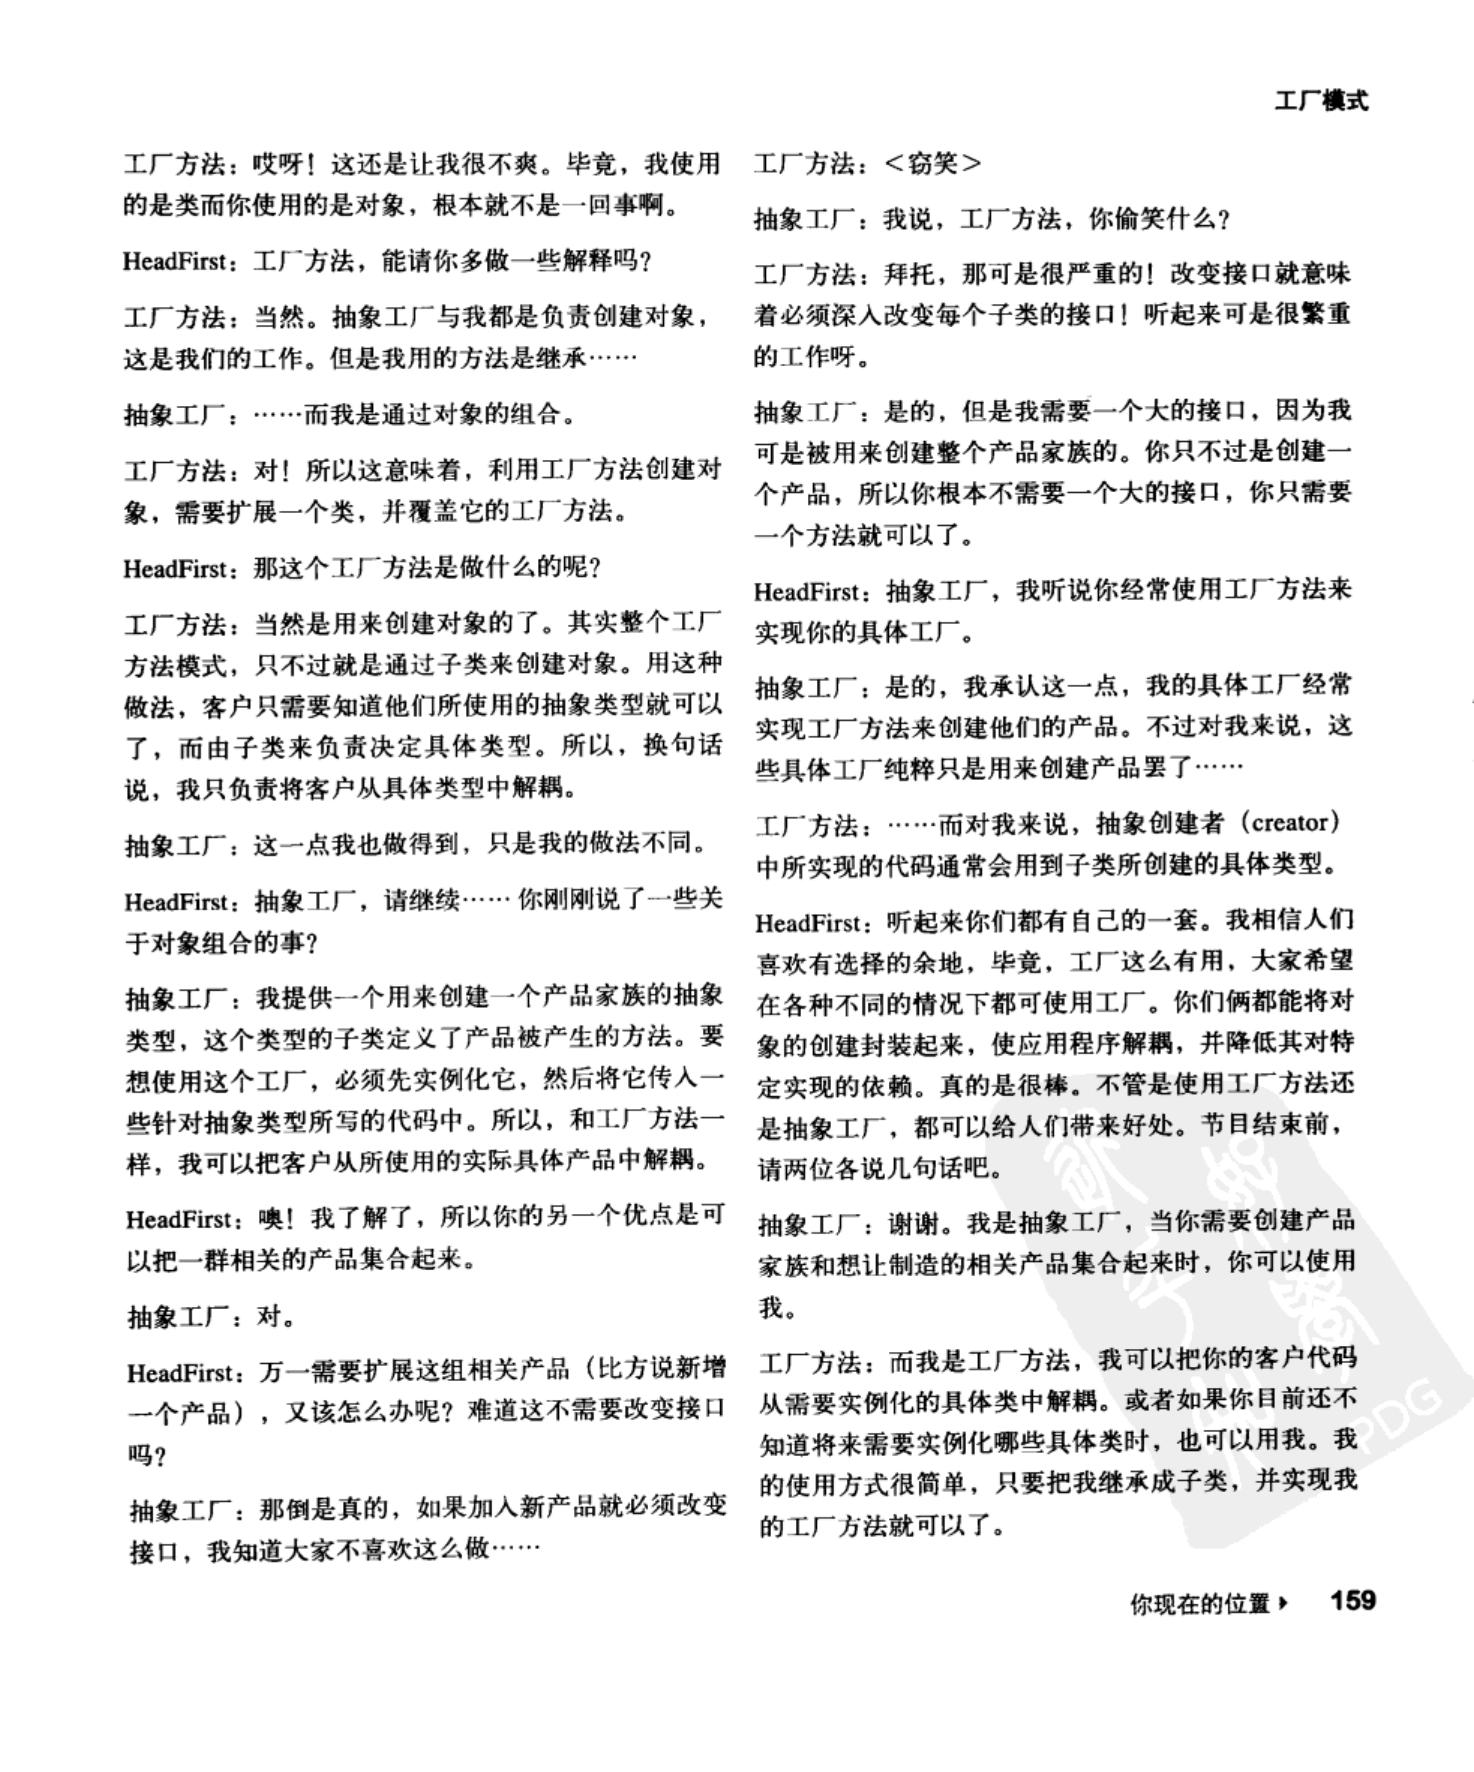 工厂模式
工厂方法：哎呀！这还是让我很不爽。毕竟，我使用
的是类而你使用的是对象，根本就不是一回事啊。
HeadFirst：工厂方法，能请你多做一些解释吗？
工厂方法：当然。抽象工厂与我都是负责创建对象，
这是我们的工作。但是我用的方法是继承……
抽象工厂：……而我是通过对象的组合。
工厂方法：对！所以这意味着，利用工厂方法创建对
象，需要扩展一个类，并覆盖它的工厂方法。
HeadFirst：那这个工厂方法是做什么的呢？
工厂方法：当然是用来创建对象的了。其实整个工厂
方法模式，只不过就是通过子类来创建对象。用这种
做法，客户只需要知道他们所使用的抽象类型就可以
了，而由子类来负责决定具体类型。所以，换句话
说，我只负责将客户从具体类型中解耦。
抽象工厂：这一点我也做得到，只是我的做法不同。
HeadFirst：抽象工厂，请继续…… 你刚刚说了一些关
于对象组合的事？
抽象工厂：我提供一个用来创建一个产品家族的抽象
类型，这个类型的子类定义了产品被产生的方法。要
想使用这个工厂，必须先实例化它，然后将它传入一
些针对抽象类型所写的代码中。所以，和工厂方法一
样，我可以把客户从所使用的实际具体产品中解耦。
HeadFirst：噢！我了解了，所以你的另一个优点是可
以把一群相关的产品集合起来。
抽象工厂：对。
HeadFirst：万一需要扩展这组相关产品（比方说新增
一个产品），又该怎么办呢？难道这不需要改变接口
吗？
抽象工厂：那倒是真的，如果加入新产品就必须改变
接口，我知道大家不喜欢这么做……
工厂方法：＜窃笑＞
抽象工厂：我说，工厂方法，你偷笑什么？
工厂方法：拜托，那可是很严重的！改变接口就意味
着必须深入改变每个子类的接口！听起来可是很繁重
的工作呀。
抽象工厂：是的，但是我需要一个大的接口，因为我
可是被用来创建整个产品家族的。你只不过是创建一
个产品，所以你根本不需要一个大的接口，你只需要
一个方法就可以了。
HeadFirst：抽象工厂，我听说你经常使用工厂方法来
实现你的具体工厂。
抽象工厂：是的，我承认这一点，我的具体工厂经常
实现工厂方法来创建他们的产品。不过对我来说，这
些具体工厂纯粹只是用来创建产品罢了……
工厂方法：……而对我来说，抽象创建者（creator）
中所实现的代码通常会用到子类所创建的具体类型。
HeadFirst：听起来你们都有自己的一套。我相信人们
喜欢有选择的余地，毕竟，工厂这么有用，大家希望
在各种不同的情况下都可使用工厂。你们俩都能将对
象的创建封装起来，使应用程序解耦，并降低其对特
定实现的依赖。真的是很棒。不管是使用工厂方法还
是抽象工厂，都可以给人们带来好处。节目结束前，
请两位各说几句话吧。
抽象工厂：谢谢。我是抽象工厂，当你需要创建产品
家族和想让制造的相关产品集合起来时，你可以使用
我。
工厂方法：而我是工厂方法，我可以把你的客户代码
从需要实例化的具体类中解耦。或者如果你目前还不
知道将来需要实例化哪些具体类时，也可以用我。我
的使用方式很简单，只要把我继承成子类，并实现我
的工厂方法就可以了。
PDG
你现在的位置 159